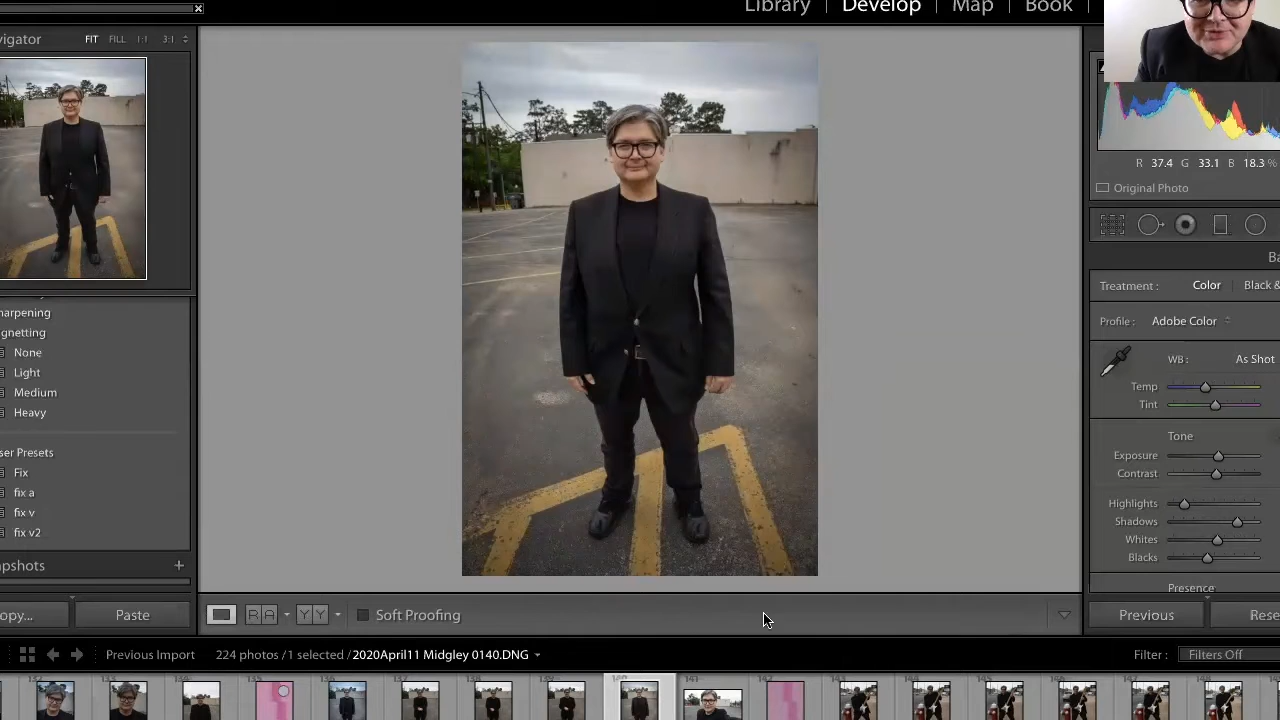 Library | Develop | Map | Book |
vigator FIT FILL 1:1 3:1
R 37.4 G 33.1 B 18.3 %
Original Photo
Treatment : Color Black &
Profile : Adobe Color
WB : As Shot
Temp
Tint
Tone
Exposure
Contrast
Highlights
Shadows
Whites
Blacks
Presence
harpening
gnetting
None
Light
Medium
Heavy
ser Presets
Fix
fix a
fix v
fix v2
apshots +
opy... Paste
R A Y Y Soft Proofing
Previous Rese
Previous Import 224 photos / 1 selected / 2020April11 Midgley 0140.DNG
Filter : Filters Off